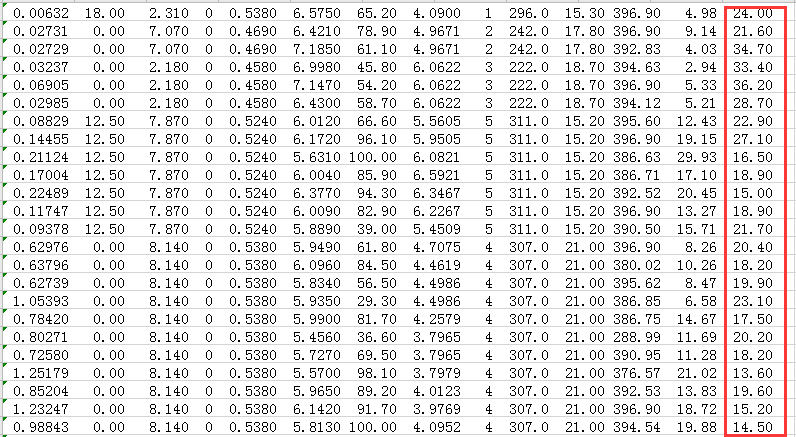 0.00632 18.00 2.310 0 0.5380 6.5750 65.20 4.0900 1 296.0 15.30 396.90 4.98 24.00
0.02731 0.00 7.070 0 0.4690 6.4210 78.90 4.9671 2 242.0 17.80 396.90 9.14 21.60
0.02729 0.00 7.070 0 0.4690 7.1850 61.10 4.9671 2 242.0 17.80 392.83 4.03 34.70
0.03237 0.00 2.180 0 0.4580 6.9980 45.80 6.0622 3 222.0 18.70 394.63 2.94 33.40
0.06905 0.00 2.180 0 0.4580 7.1470 54.20 6.0622 3 222.0 18.70 396.90 5.33 36.20
0.02985 0.00 2.180 0 0.4580 6.4300 58.70 6.0622 3 222.0 18.70 394.12 5.21 28.70
0.08829 12.50 7.870 0 0.5240 6.0120 66.60 5.5605 5 311.0 15.20 395.60 12.43 22.90
0.14455 12.50 7.870 0 0.5240 6.1720 96.10 5.9505 5 311.0 15.20 396.90 19.15 27.10
0.21124 12.50 7.870 0 0.5240 5.6310 100.00 6.0821 5 311.0 15.20 386.63 29.93 16.50
0.17004 12.50 7.870 0 0.5240 6.0040 85.90 6.5921 5 311.0 15.20 386.71 17.10 18.90
0.22489 12.50 7.870 0 0.5240 6.3770 94.30 6.3467 5 311.0 15.20 392.52 20.45 15.00
0.11747 12.50 7.870 0 0.5240 6.0090 82.90 6.2267 5 311.0 15.20 396.90 13.27 18.90
0.09378 12.50 7.870 0 0.5240 5.8890 39.00 5.4509 5 311.0 15.20 390.50 15.71 21.70
0.62976 0.00 8.140 0 0.5380 5.9490 61.80 4.7075 4 307.0 21.00 396.90 8.26 20.40
0.63796 0.00 8.140 0 0.5380 6.0960 84.50 4.4619 4 307.0 21.00 380.02 10.26 18.20
0.62739 0.00 8.140 0 0.5380 5.8340 56.50 4.4986 4 307.0 21.00 395.62 8.47 19.90
1.05393 0.00 8.140 0 0.5380 5.9350 29.30 4.4986 4 307.0 21.00 386.85 6.58 23.10
0.78420 0.00 8.140 0 0.5380 5.9900 81.70 4.2579 4 307.0 21.00 386.75 14.67 17.50
0.80271 0.00 8.140 0 0.5380 5.4560 36.60 3.7965 4 307.0 21.00 288.99 11.69 20.20
0.72580 0.00 8.140 0 0.5380 5.7270 69.50 3.7965 4 307.0 21.00 390.95 11.28 18.20
1.25179 0.00 8.140 0 0.5380 5.5700 98.10 3.7979 4 307.0 21.00 376.57 21.02 13.60
0.85204 0.00 8.140 0 0.5380 5.9650 89.20 4.0123 4 307.0 21.00 392.53 13.83 19.60
1.23247 0.00 8.140 0 0.5380 6.1420 91.70 3.9769 4 307.0 21.00 396.90 18.72 15.20
0.98843 0.00 8.140 0 0.5380 5.8130 100.00 4.0952 4 307.0 21.00 394.54 19.88 14.50